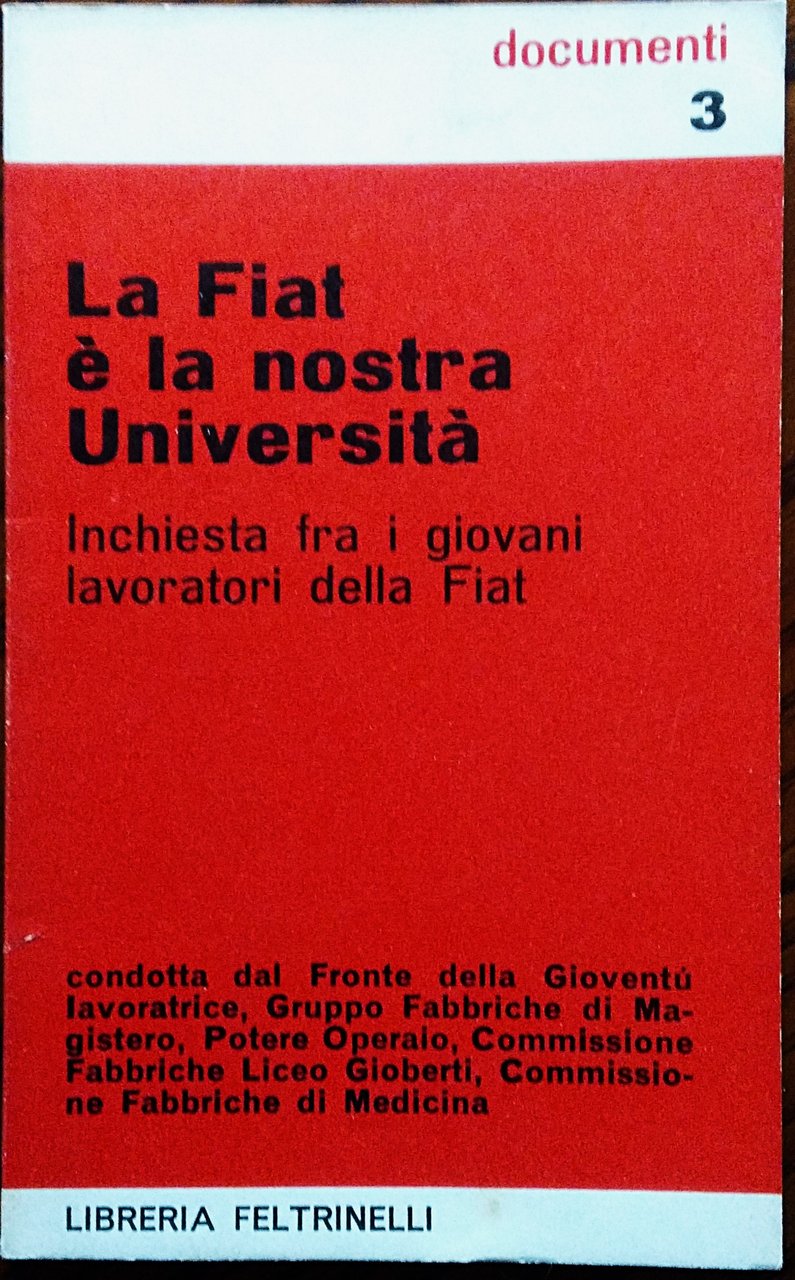 documenti
3
La Fiat
è la nostra
Università
Inchiesta fra i giovani
lavoratori della Fiat
condotta dal Fronte della Gioventú
lavoratrice, Gruppo Fabbriche di Ma-
gistero, Potere Operaio, Commissione
Fabbriche Liceo Gioberti, Commissio-
ne Fabbriche di Medicina
LIBRERIA FELTRINELLI